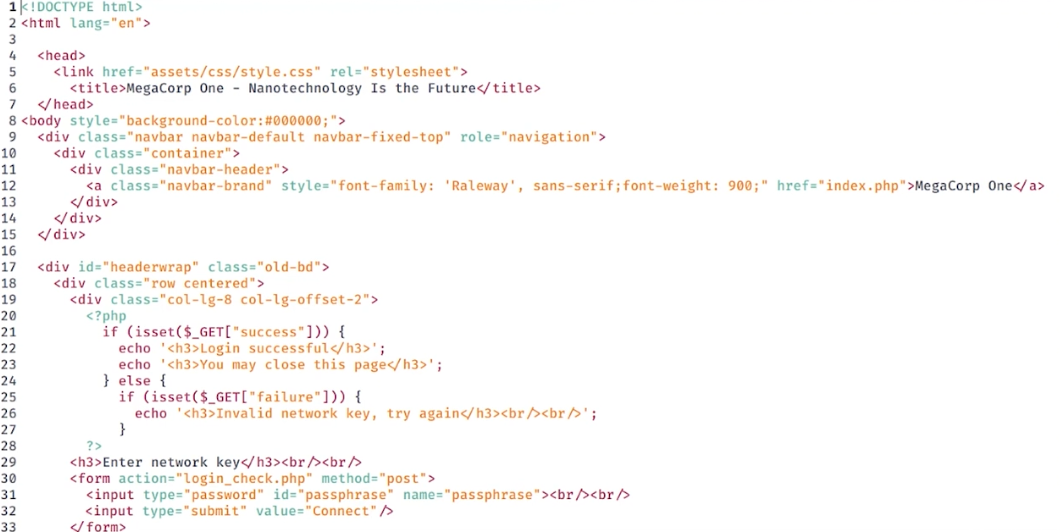 1 <!DOCTYPE html>
2 <html lang="en">
3
4   <head>
5     <link href="assets/css/style.css" rel="stylesheet">
6       <title>MegaCorp One - Nanotechnology Is the Future</title>
7   </head>
8 <body style="background-color:#000000;">
9   <div class="navbar navbar-default navbar-fixed-top" role="navigation">
10     <div class="container">
11       <div class="navbar-header">
12         <a class="navbar-brand" style="font-family: 'Raleway', sans-serif;font-weight: 900;" href="index.php">MegaCorp One</a>
13       </div>
14     </div>
15   </div>
16
17   <div id="headerwrap" class="old-bd">
18     <div class="row centered">
19       <div class="col-lg-8 col-lg-offset-2">
20         <?php
21           if (isset($_GET["success"])) {
22             echo '<h3>Login successful</h3>';
23             echo '<h3>You may close this page</h3>';
24           } else {
25             if (isset($_GET["failure"])) {
26               echo '<h3>Invalid network key, try again</h3><br/><br/>';
27             }
28         ?>
29       <h3>Enter network key</h3><br/><br/>
30       <form action="login_check.php" method="post">
31         <input type="password" id="passphrase" name="passphrase"><br/><br/>
32         <input type="submit" value="Connect"/>
33       </form>